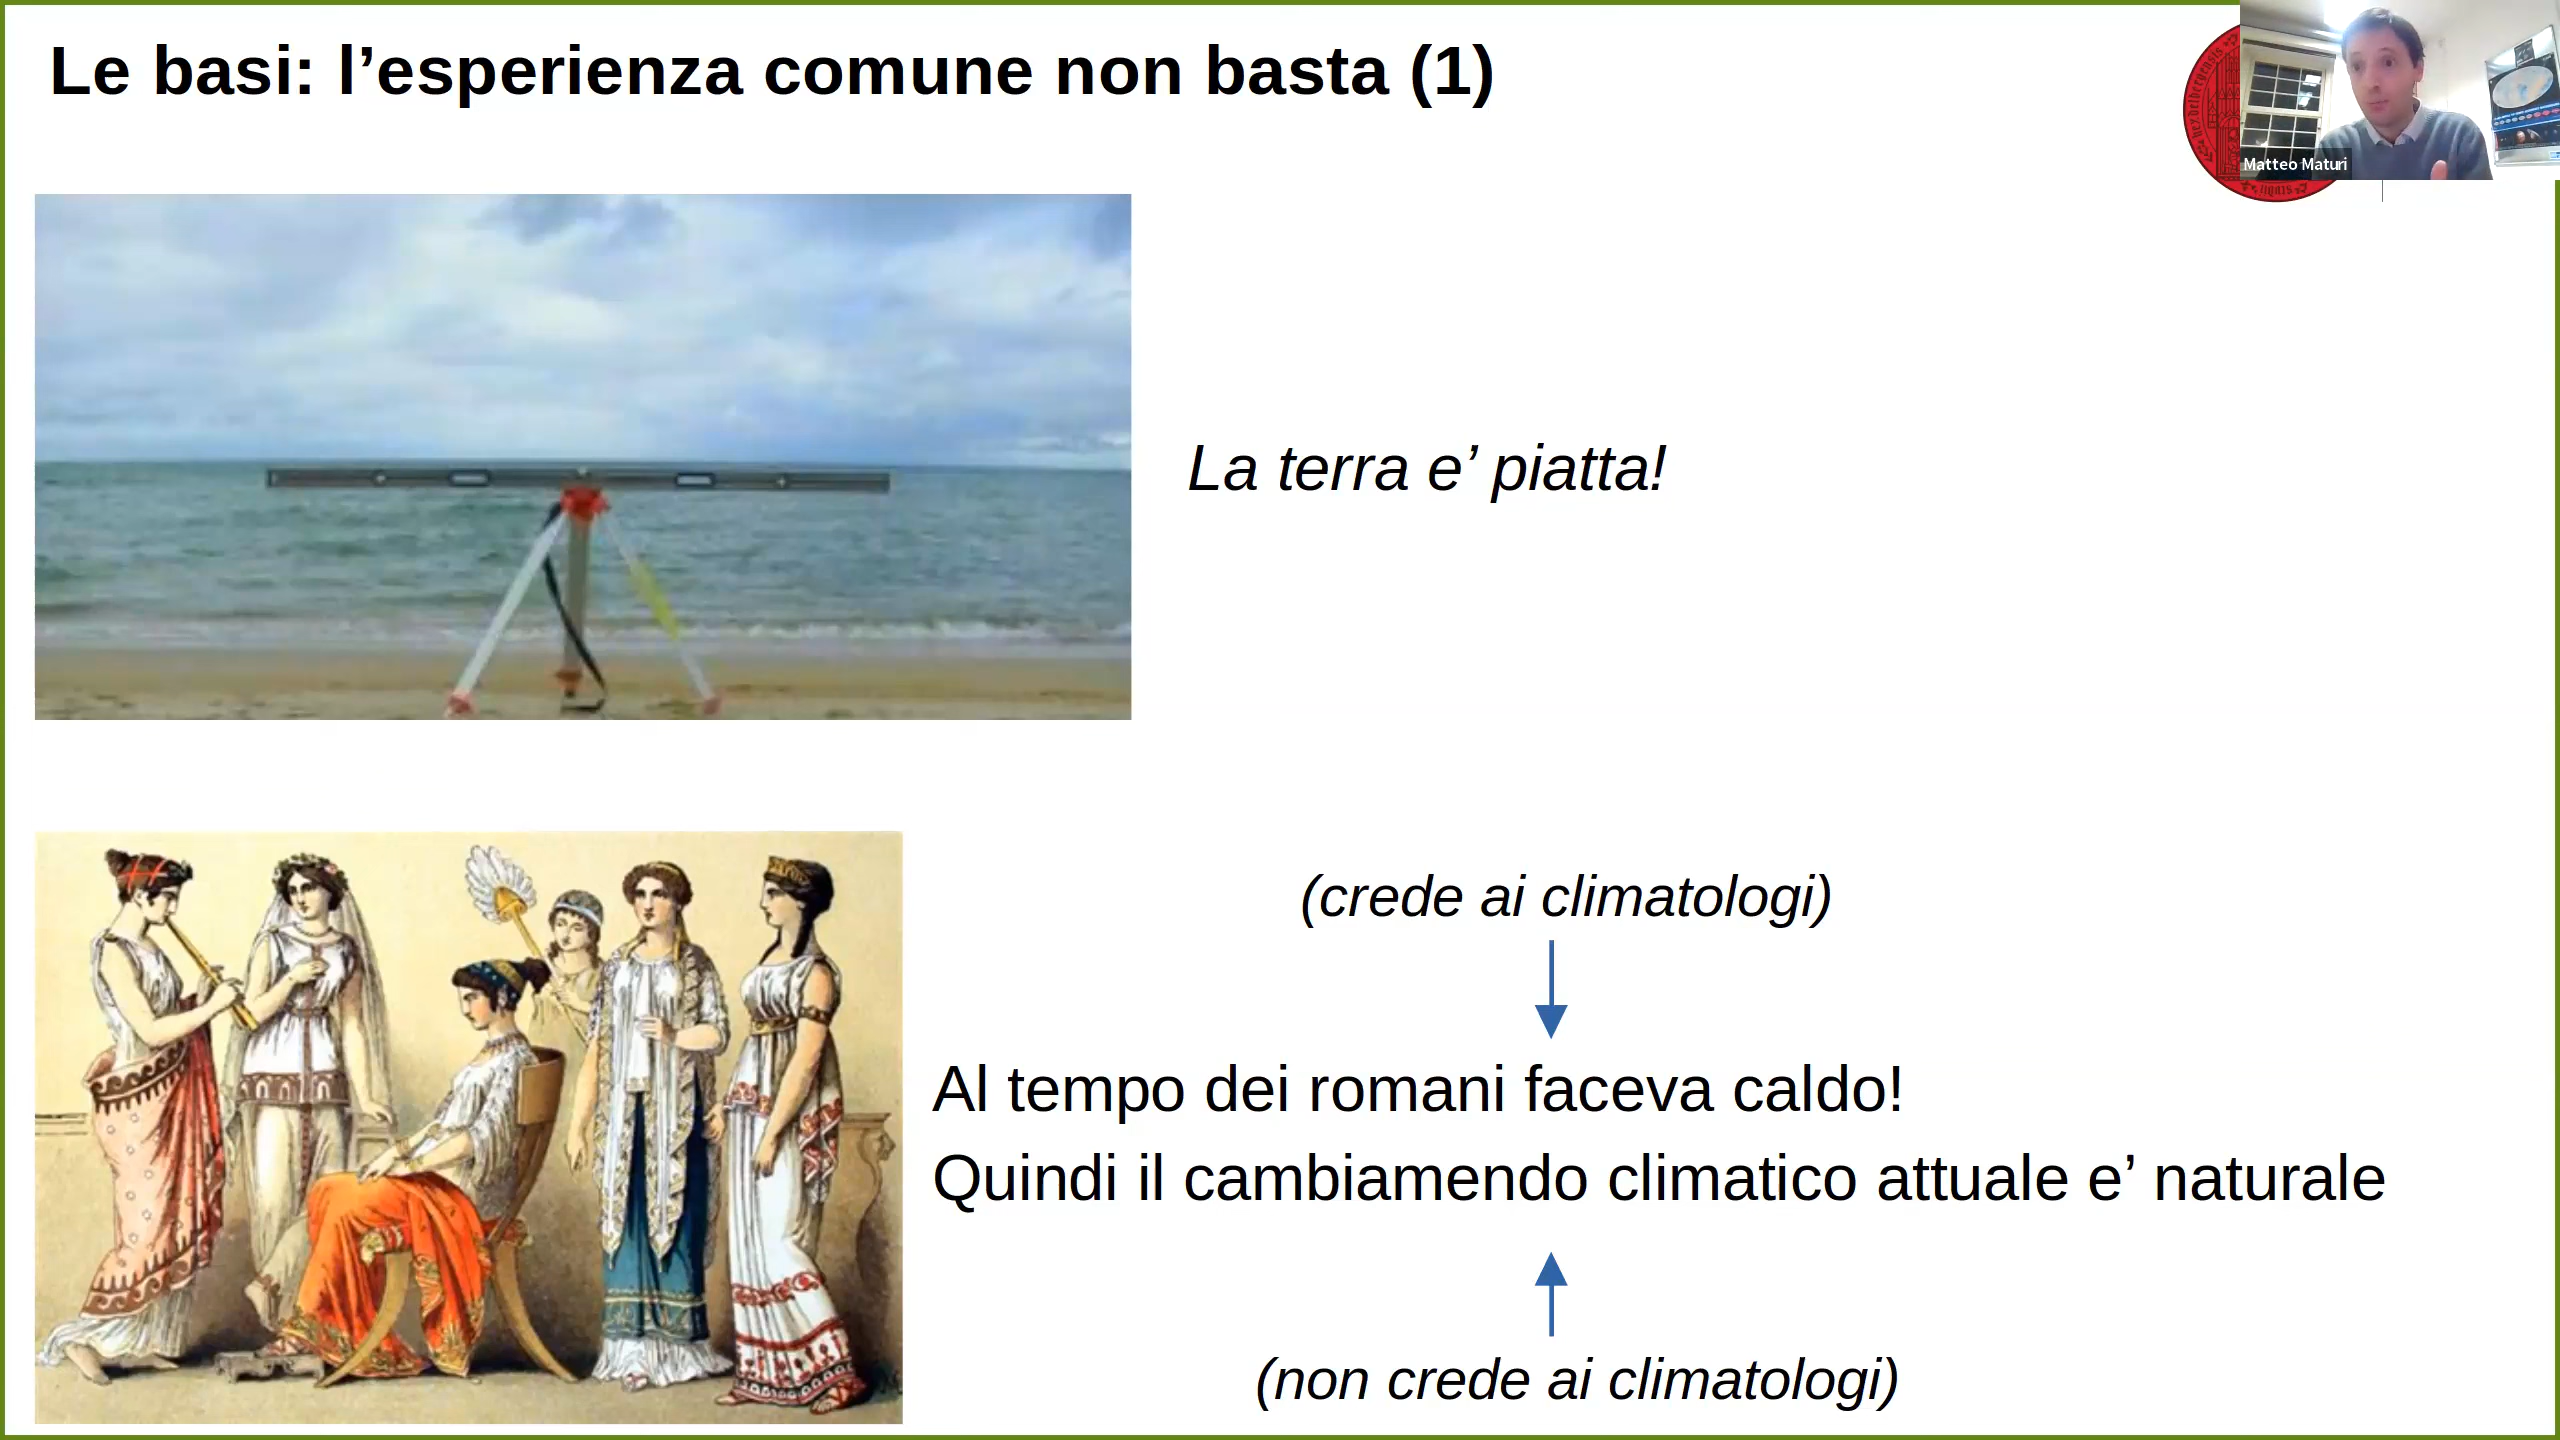 Le basi: l’esperienza comune non basta (1)
Matteo Maturi
La terra e’ piatta!
(crede ai climatologi)
Al tempo dei romani faceva caldo!
Quindi il cambiamendo climatico attuale e’ naturale
(non crede ai climatologi)